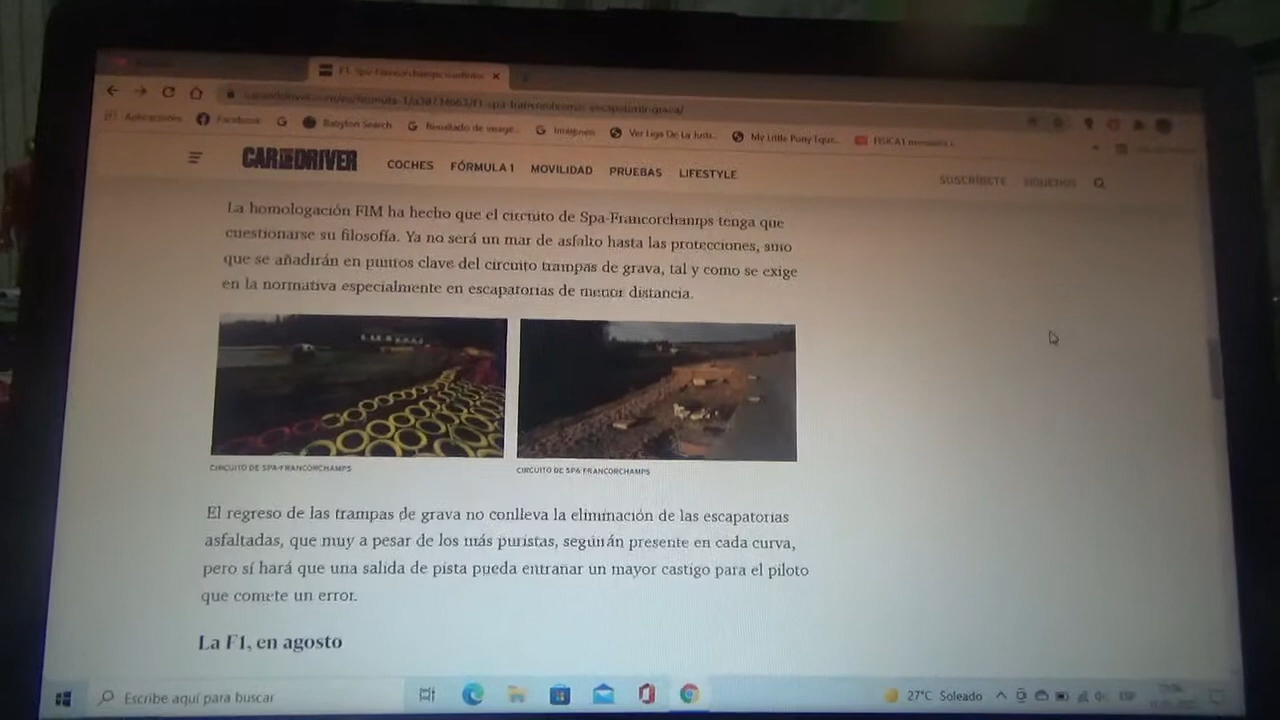 F1. Spa-Francorchamps
Aplicaciones Facebook G Babylon Search Resultado de image... Imágenes Ver Liga De La Justi... My Little Pony Eque... FISICA1
CAR AND DRIVER COCHES FÓRMULA 1 MOVILIDAD PRUEBAS LIFESTYLE SUSCRÍBETE SÍGUENOS
La homologación FIM ha hecho que el circuito de Spa-Francorchamps tenga que
cuestionarse su filosofía. Ya no será un mar de asfalto hasta las protecciones, sino
que se añadirán en puntos clave del circuito trampas de grava, tal y como se exige
en la normativa especialmente en escapatorias de menor distancia.
CIRCUITO DE SPA-FRANCORCHAMPS
CIRCUITO DE SPA-FRANCORCHAMPS
El regreso de las trampas de grava no conlleva la eliminación de las escapatorias
asfaltadas, que muy a pesar de los más puristas, seguirán presente en cada curva,
pero sí hará que una salida de pista pueda entrañar un mayor castigo para el piloto
que comete un error.
La F1, en agosto
Escribe aquí para buscar 27°C Soleado ESP